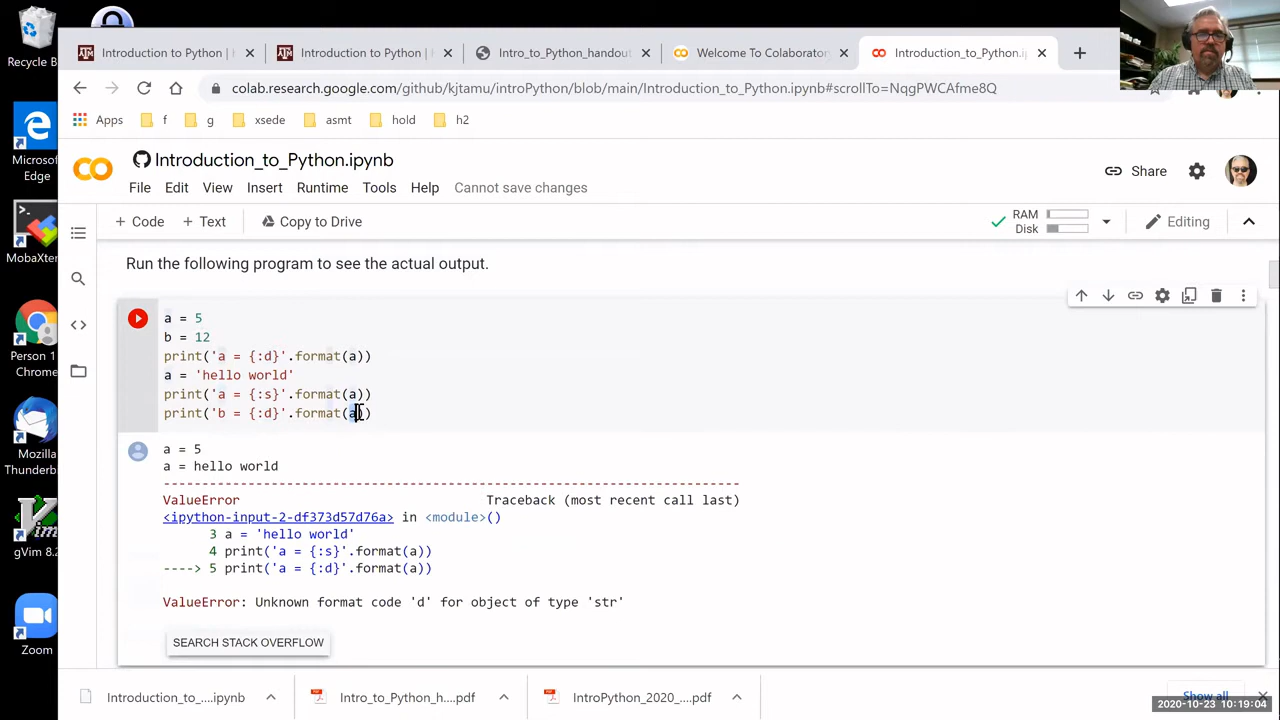 Recycle B
Introduction to Python | H
Introduction to Python
Intro_to_Python_handout
Welcome To Colaborator
Introduction_to_Python.i
colab.research.google.com/github/kjtamu/IntroPython/blob/main/Introduction_to_Python.ipynb#scrollTo=NqgPWCAfme8Q
Apps f g xsede asmt hold h2
Microsof
Edge
Introduction_to_Python.ipynb
File Edit View Insert Runtime Tools Help Cannot save changes
Share
+ Code + Text Copy to Drive
RAM
Disk
Editing
MobaXter
Run the following program to see the actual output.
a = 5
b = 12
print('a = {:d}'.format(a))
a = 'hello world'
print('a = {:s}'.format(a))
print('b = {:d}'.format(a))
Person 1
Chrome
a = 5
a = hello world
---------------------------------------------------------------------------
ValueError Traceback (most recent call last)
<ipython-input-2-df373d57d76a> in <module>()
3 a = 'hello world'
4 print('a = {:s}'.format(a))
----> 5 print('a = {:d}'.format(a))
ValueError: Unknown format code 'd' for object of type 'str'
SEARCH STACK OVERFLOW
Mozilla
Thunderb
gVim 8.2
Zoom
Introduction_to_....ipynb
Intro_to_Python_h....pdf
IntroPython_2020_....pdf
Show all
2020-10-23 10:19:04